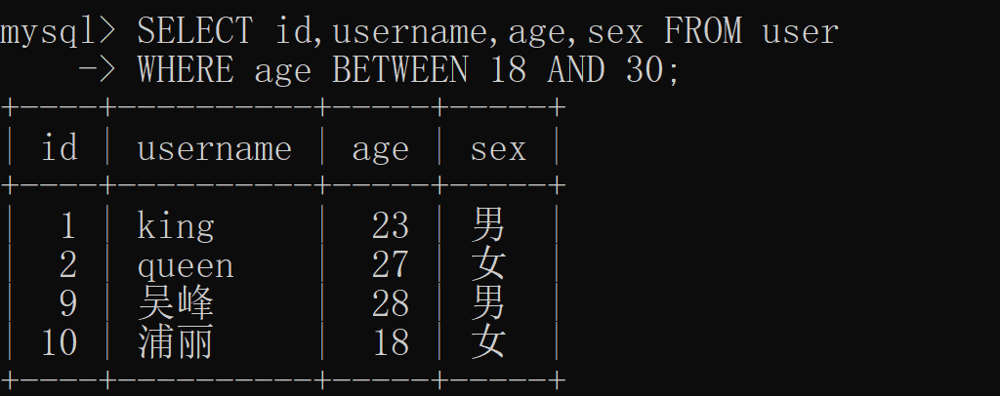 mysql> SELECT id,username,age,sex FROM user
    -> WHERE age BETWEEN 18 AND 30;
+----+----------+-----+-----+
| id | username | age | sex |
+----+----------+-----+-----+
|  1 | king     |  23 | 男  |
|  2 | queen    |  27 | 女  |
|  9 | 吴峰     |  28 | 男  |
| 10 | 浦丽     |  18 | 女  |
+----+----------+-----+-----+